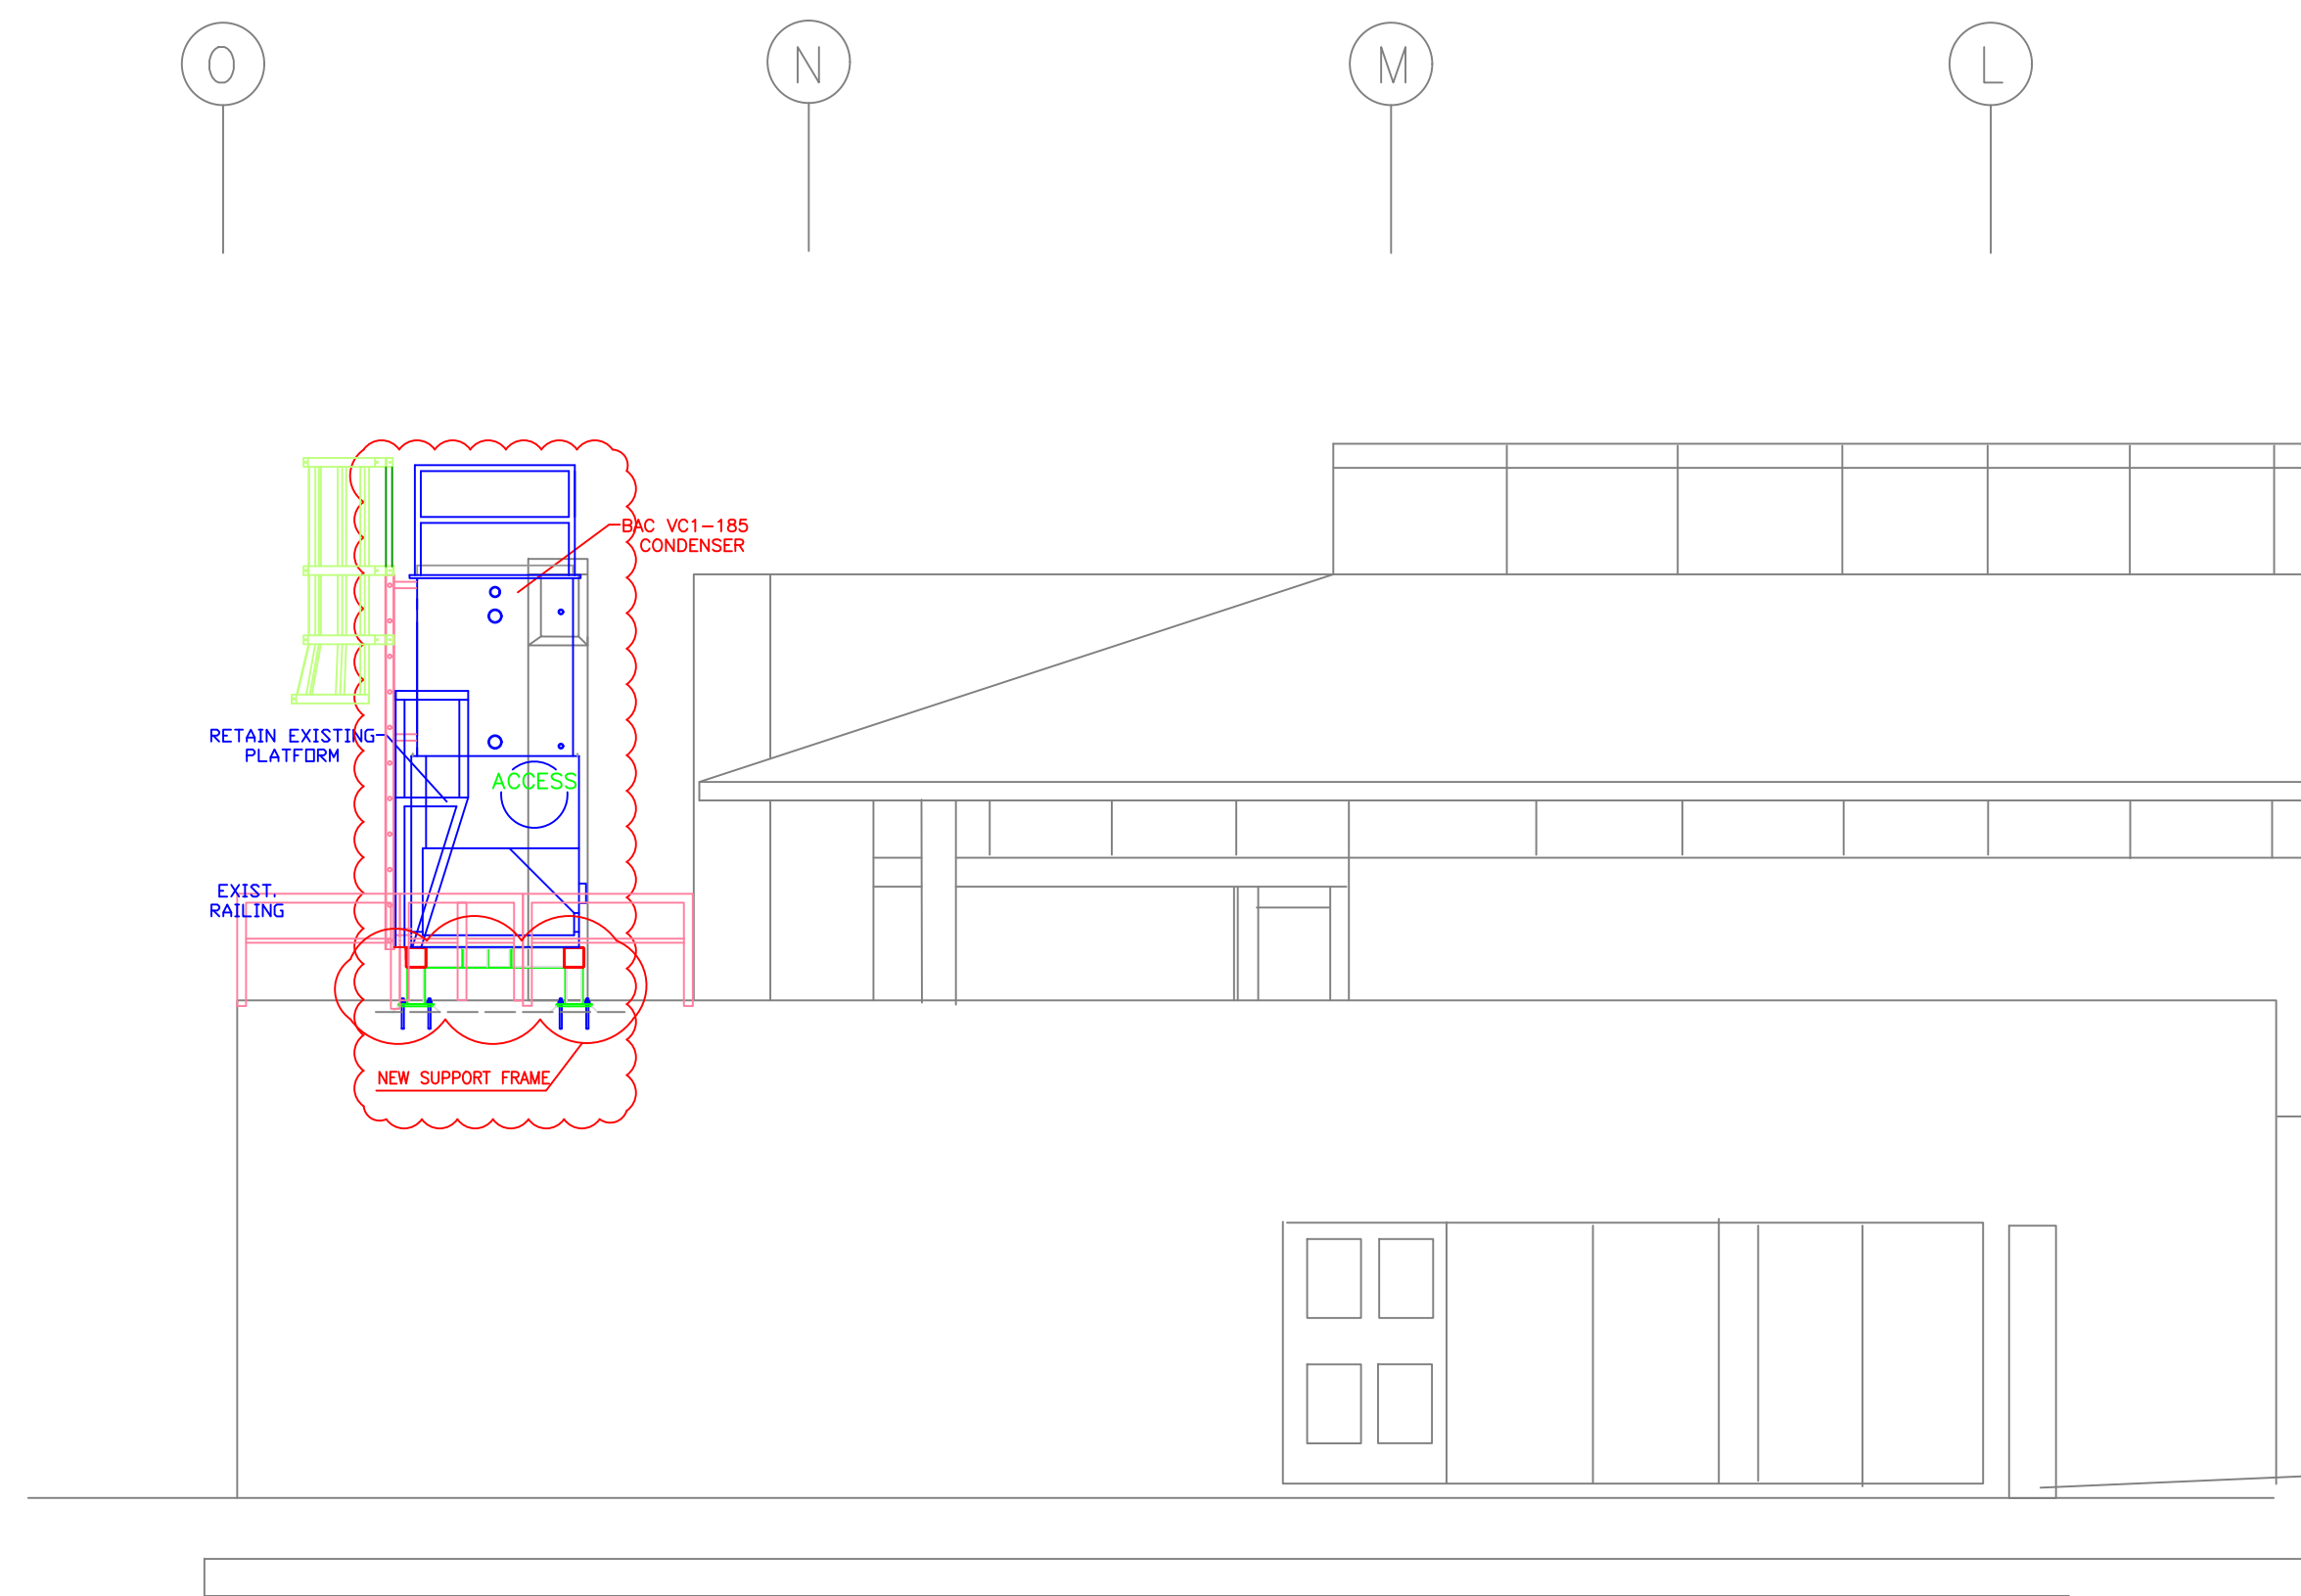 O N M L
BAC VC1-185
CONDENSER
RETAIN EXISTING
PLATFORM
ACCESS
EXIST.
RAILING
NEW SUPPORT FRAME